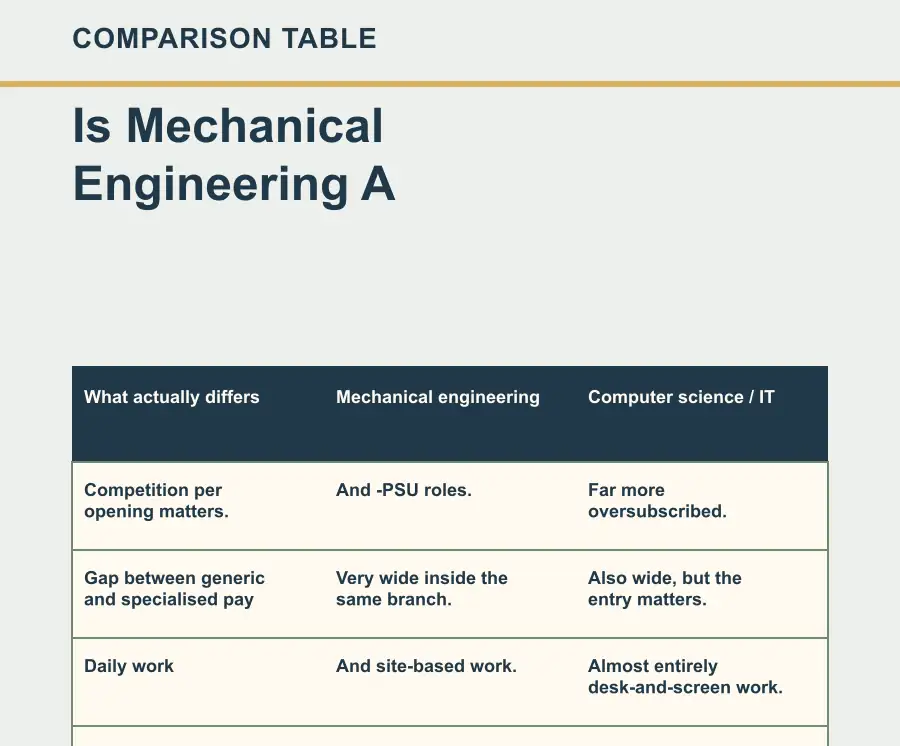 COMPARISON TABLE
Is Mechanical
Engineering A
What actually differs
Mechanical engineering
Computer science / IT
Competition per
opening matters.
And -PSU roles.
Far more
oversubscribed.
Gap between generic
and specialised pay
Very wide inside the
same branch.
Also wide, but the
entry matters.
Daily work
And site-based work.
Almost entirely
desk-and-screen work.